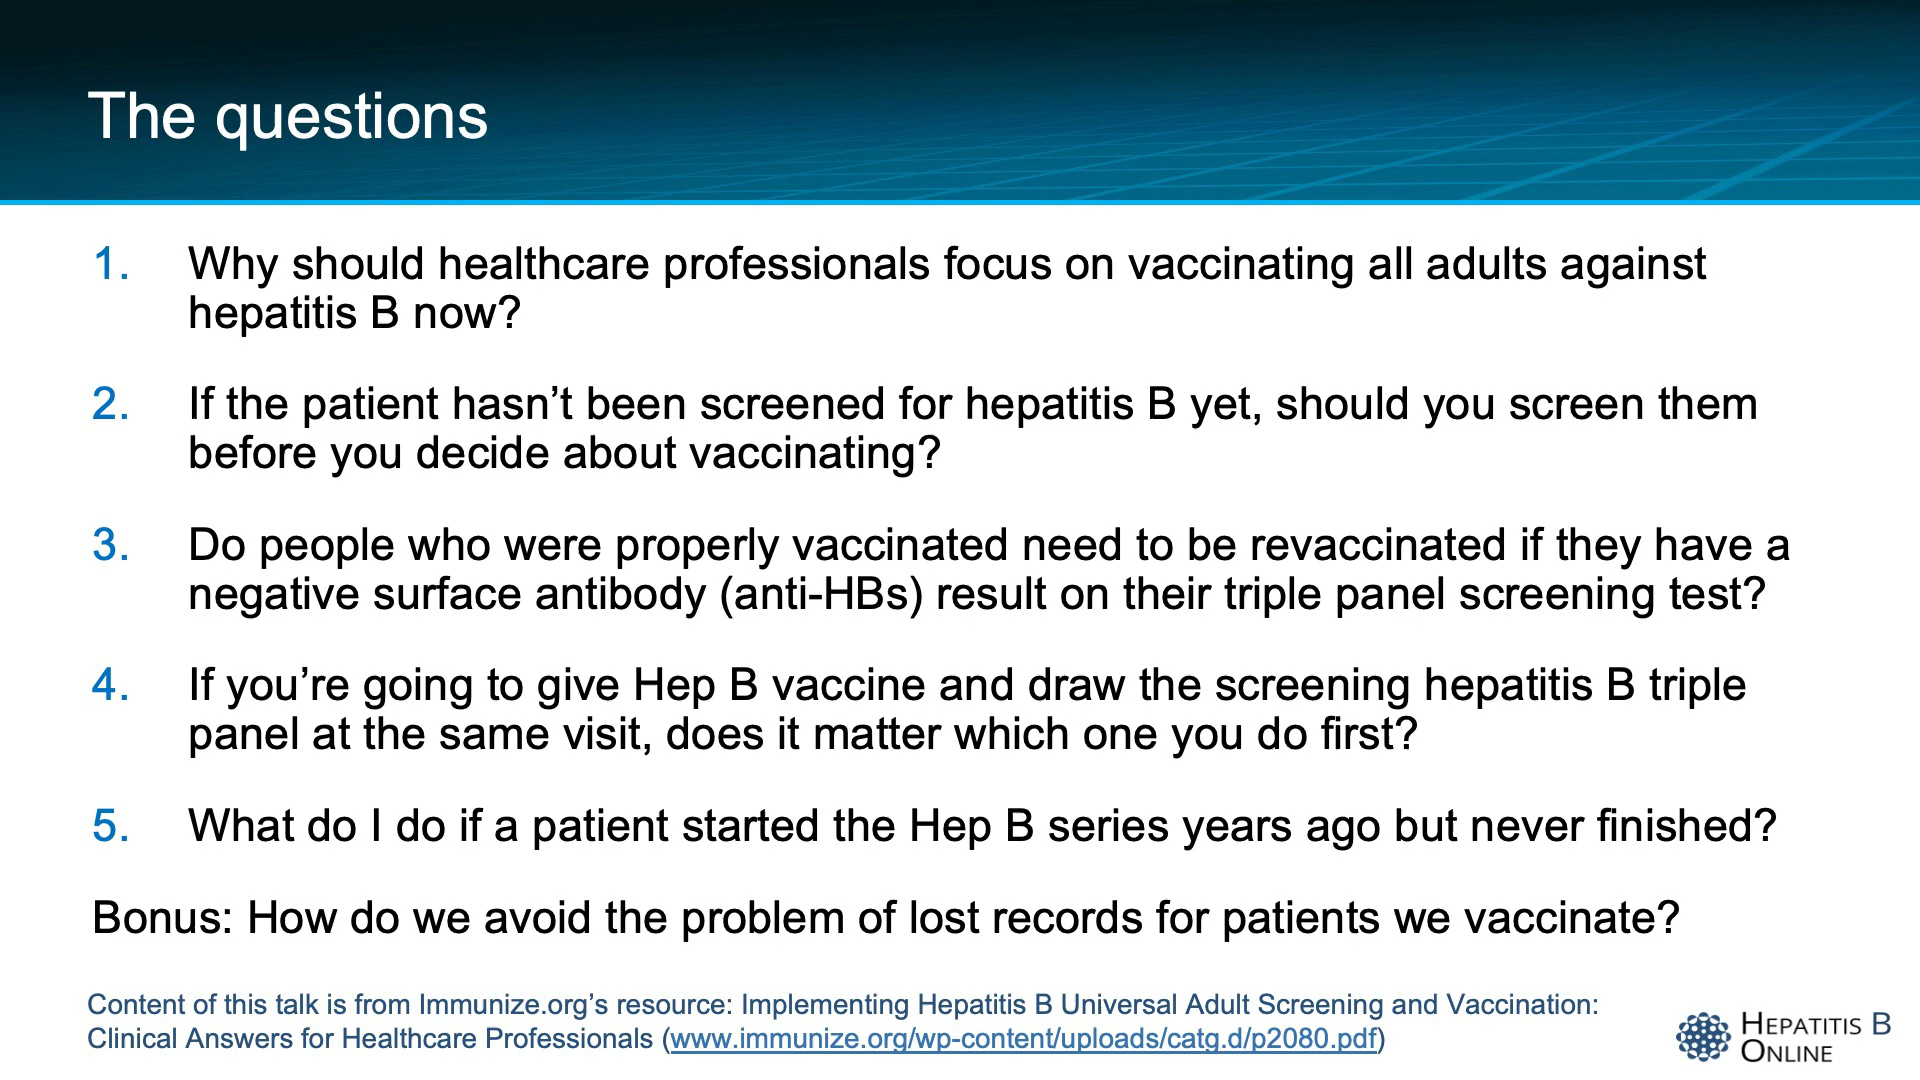 The questions
1. Why should healthcare professionals focus on vaccinating all adults against
hepatitis B now?
2. If the patient hasn’t been screened for hepatitis B yet, should you screen them
before you decide about vaccinating?
3. Do people who were properly vaccinated need to be revaccinated if they have a
negative surface antibody (anti-HBs) result on their triple panel screening test?
4. If you’re going to give Hep B vaccine and draw the screening hepatitis B triple
panel at the same visit, does it matter which one you do first?
5. What do I do if a patient started the Hep B series years ago but never finished?
Bonus: How do we avoid the problem of lost records for patients we vaccinate?
Content of this talk is from Immunize.org’s resource: Implementing Hepatitis B Universal Adult Screening and Vaccination:
Clinical Answers for Healthcare Professionals (www.immunize.org/wp-content/uploads/catg.d/p2080.pdf)
HEPATITIS B
ONLINE